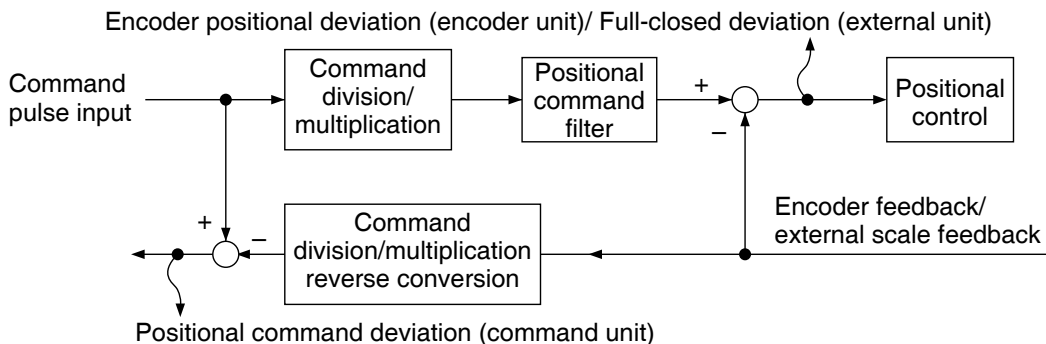 Encoder positional deviation (encoder unit)/ Full-closed deviation (external unit)
Command
pulse input
Command
division/
multiplication
Positional
command
filter
+
−
Positional
control
+
−
Command
division/multiplication
reverse conversion
Encoder feedback/
external scale feedback
Positional command deviation (command unit)